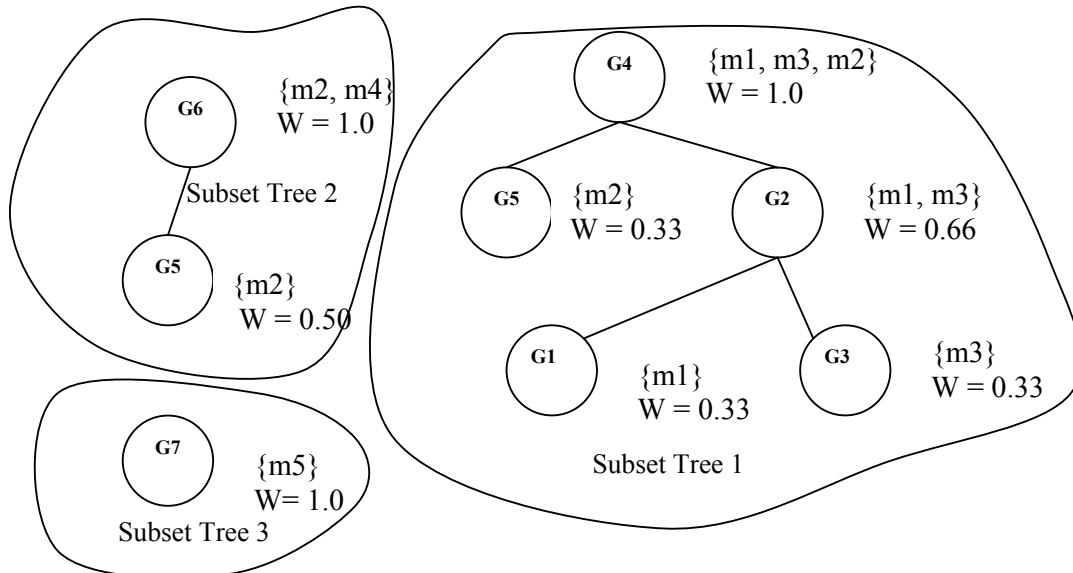 G6
{m2, m4}
W = 1.0
Subset Tree 2
G5
{m2}
W = 0.50
G7
{m5}
W= 1.0
Subset Tree 3
G4
{m1, m3, m2}
W = 1.0
G5
{m2}
W = 0.33
G2
{m1, m3}
W = 0.66
G1
{m1}
W = 0.33
G3
{m3}
W = 0.33
Subset Tree 1